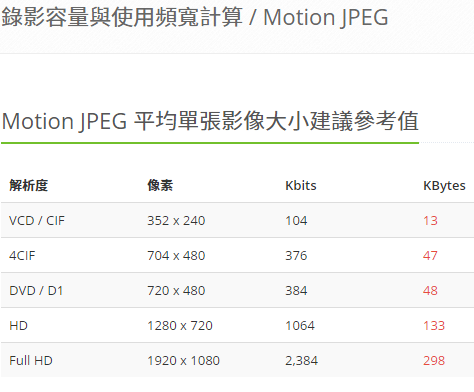 錄影容量與使用頻寬計算 / Motion JPEG
Motion JPEG 平均單張影像大小建議參考值
解析度 像素 Kbits KBytes
VCD / CIF 352 x 240 104 13
4CIF 704 x 480 376 47
DVD / D1 720 x 480 384 48
HD 1280 x 720 1064 133
Full HD 1920 x 1080 2,384 298